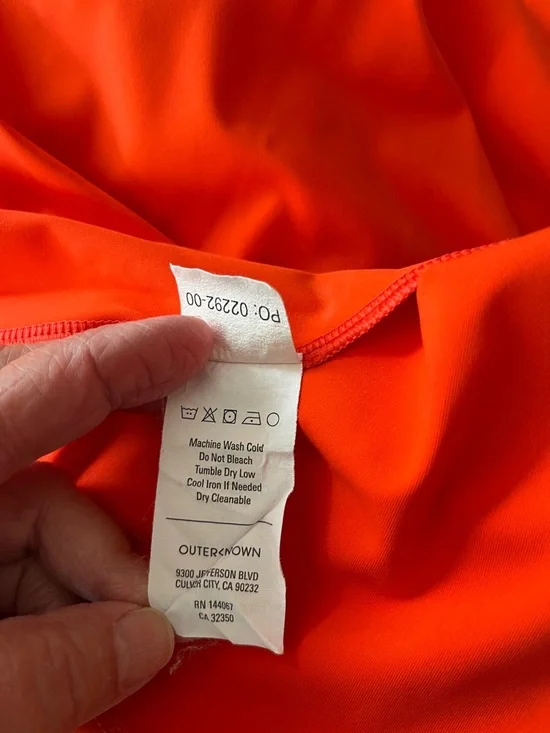 PO: 02292-00
Machine Wash Cold
Do Not Bleach
Tumble Dry Low
Cool Iron If Needed
Dry Cleanable
OUTERKNOWN
9300 JEFFERSON BLVD
CULVER CITY, CA 90232
RN 144067
CA 32350